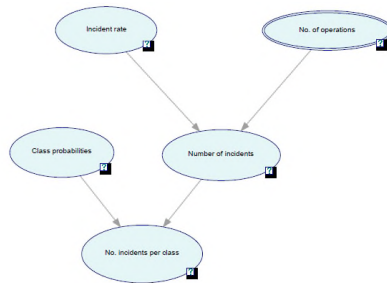 Incident rate
No. of operations
?
?
Class probabilities
Number of incidents
?
?
No. incidents per class
?